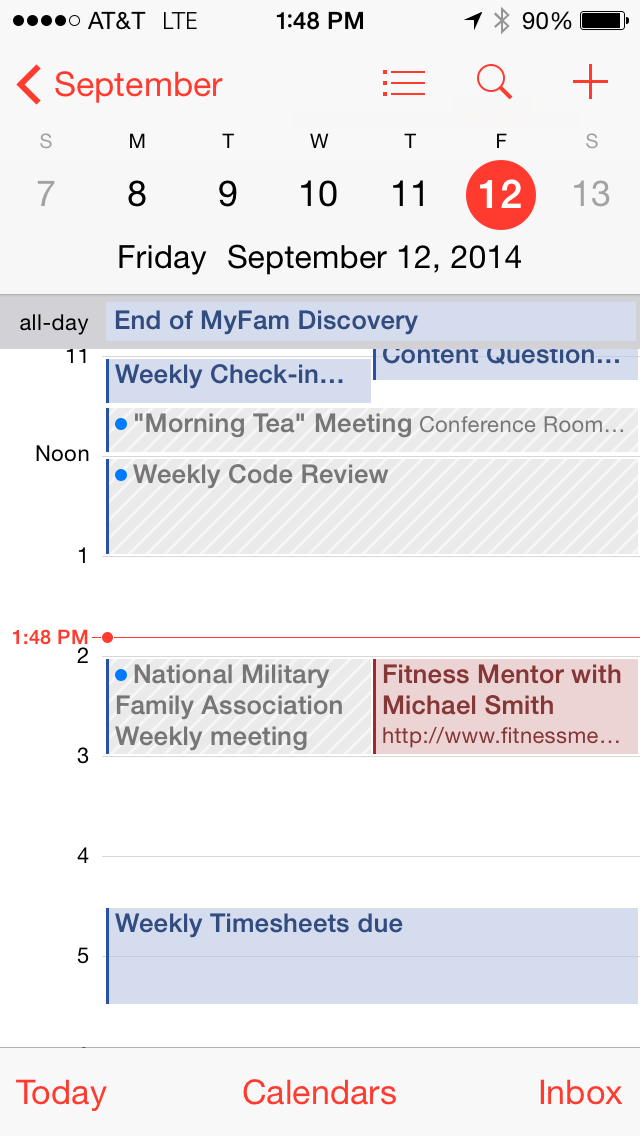 AT&T LTE 1:48 PM 90%
September
S M T W T F S
7 8 9 10 11 12 13
Friday September 12, 2014
all-day End of MyFam Discovery
11
Content Question…
Weekly Check-in…
"Morning Tea" Meeting Conference Room…
Noon
Weekly Code Review
1
1:48 PM
2
National Military
Family Association
Weekly meeting
Fitness Mentor with
Michael Smith
http://www.fitnessme…
3
4
Weekly Timesheets due
5
Today Calendars Inbox